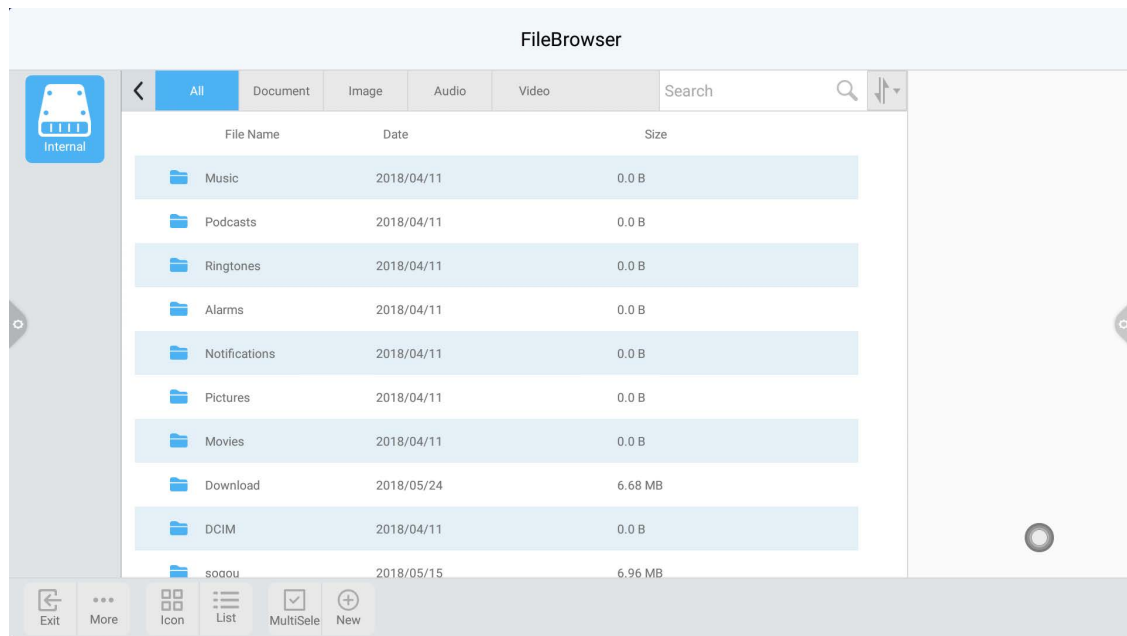 FileBrowser
Internal
All Document Image Audio Video Search
File Name Date Size
Music 2018/04/11 0.0 B
Podcasts 2018/04/11 0.0 B
Ringtones 2018/04/11 0.0 B
Alarms 2018/04/11 0.0 B
Notifications 2018/04/11 0.0 B
Pictures 2018/04/11 0.0 B
Movies 2018/04/11 0.0 B
Download 2018/05/24 6.68 MB
DCIM 2018/04/11 0.0 B
sogou 2018/05/15 6.96 MB
Exit More Icon List MultiSele New